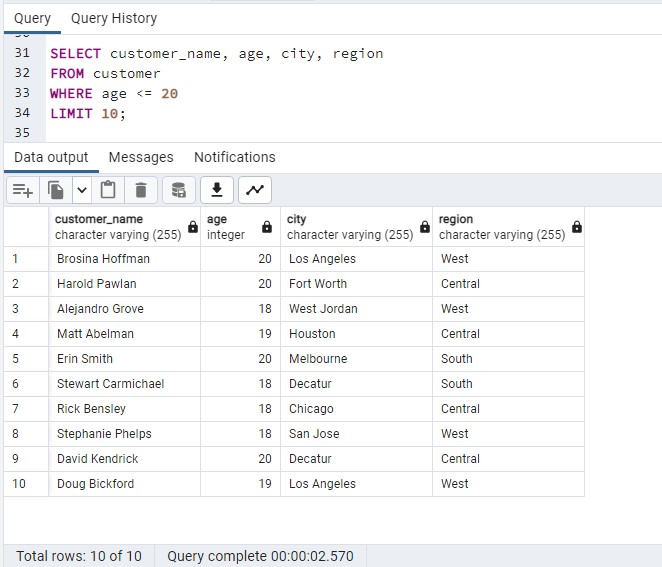 Query Query History
31 SELECT customer_name, age, city, region
32 FROM customer
33 WHERE age <= 20
34 LIMIT 10;
35
Data output Messages Notifications
customer_name age city region
character varying (255) integer character varying (255) character varying (255)
1 Brosina Hoffman 20 Los Angeles West
2 Harold Pawlan 20 Fort Worth Central
3 Alejandro Grove 18 West Jordan West
4 Matt Abelman 19 Houston Central
5 Erin Smith 20 Melbourne South
6 Stewart Carmichael 18 Decatur South
7 Rick Bensley 18 Chicago Central
8 Stephanie Phelps 18 San Jose West
9 David Kendrick 20 Decatur Central
10 Doug Bickford 19 Los Angeles West
Total rows: 10 of 10 Query complete 00:00:02.570